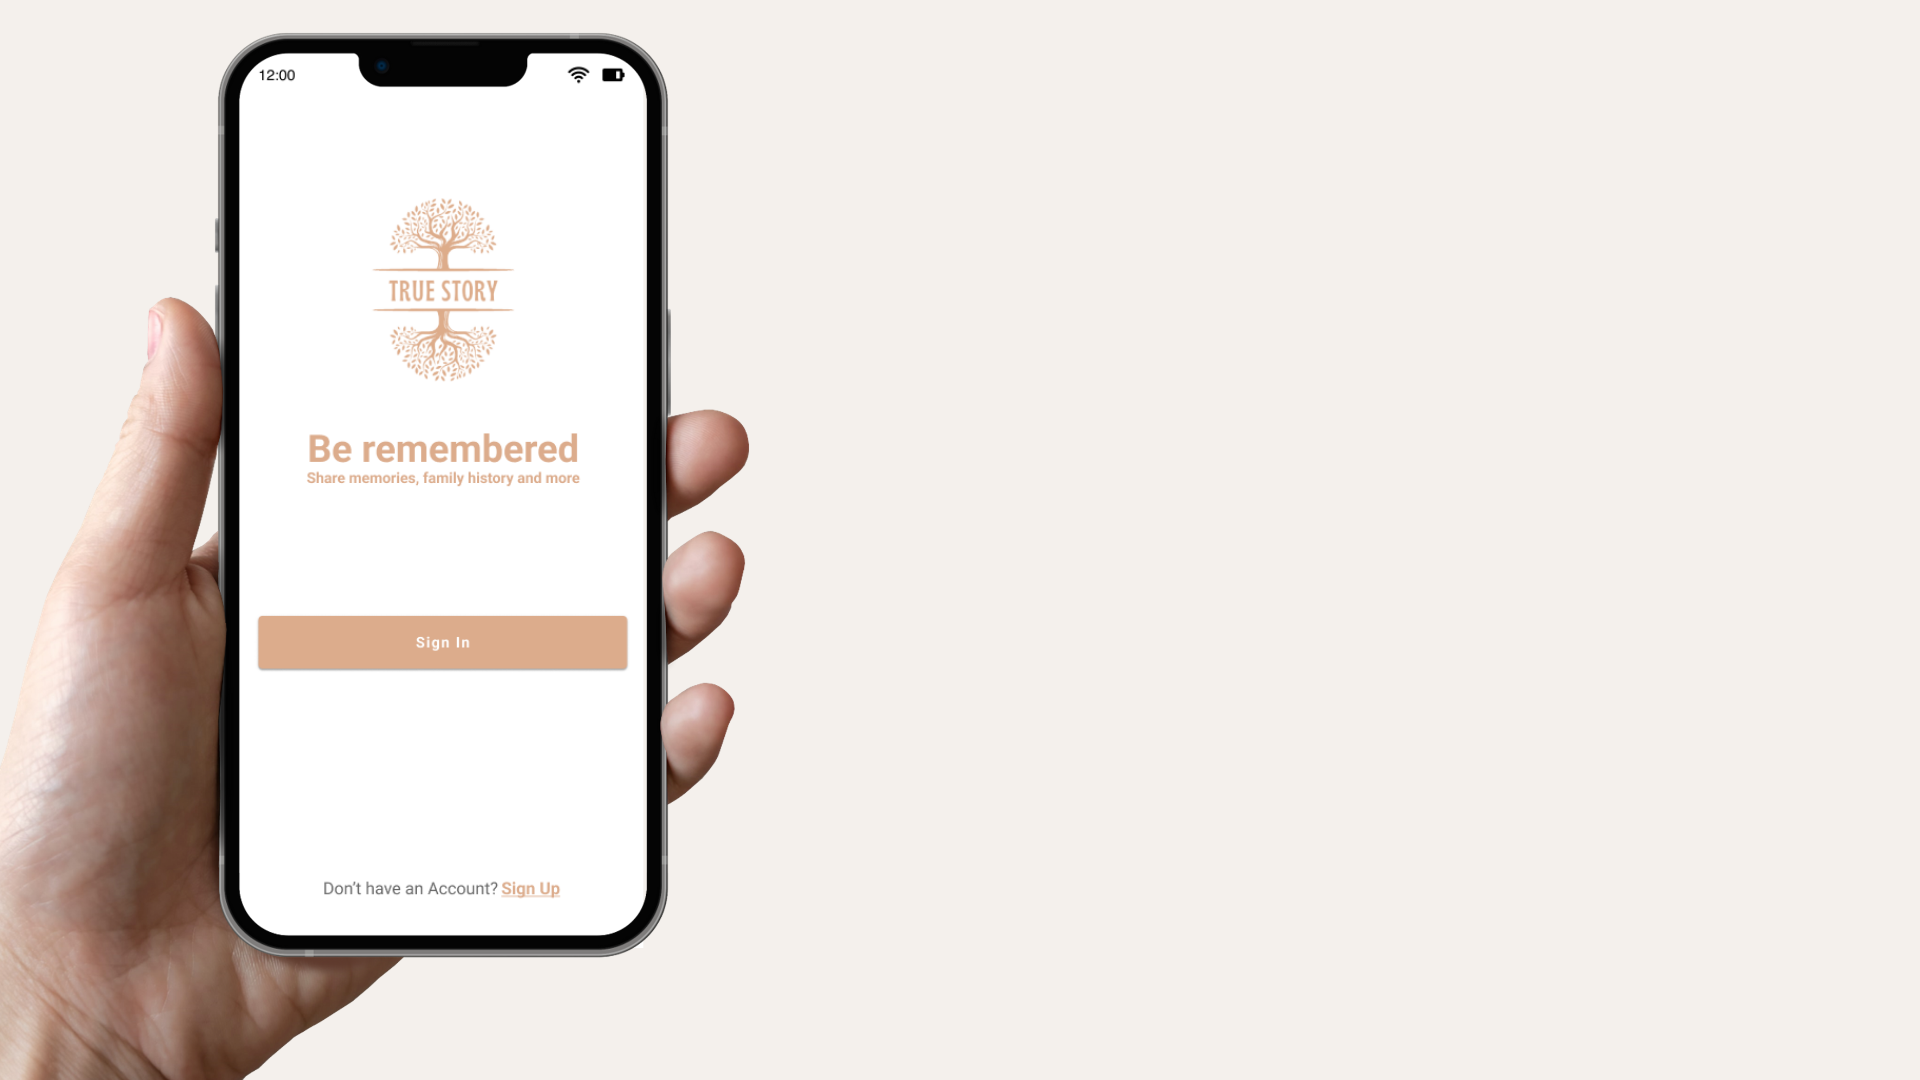 12:00
TRUE STORY
Be remembered
Share memories, family history and more
Sign In
Don't have an Account? Sign Up